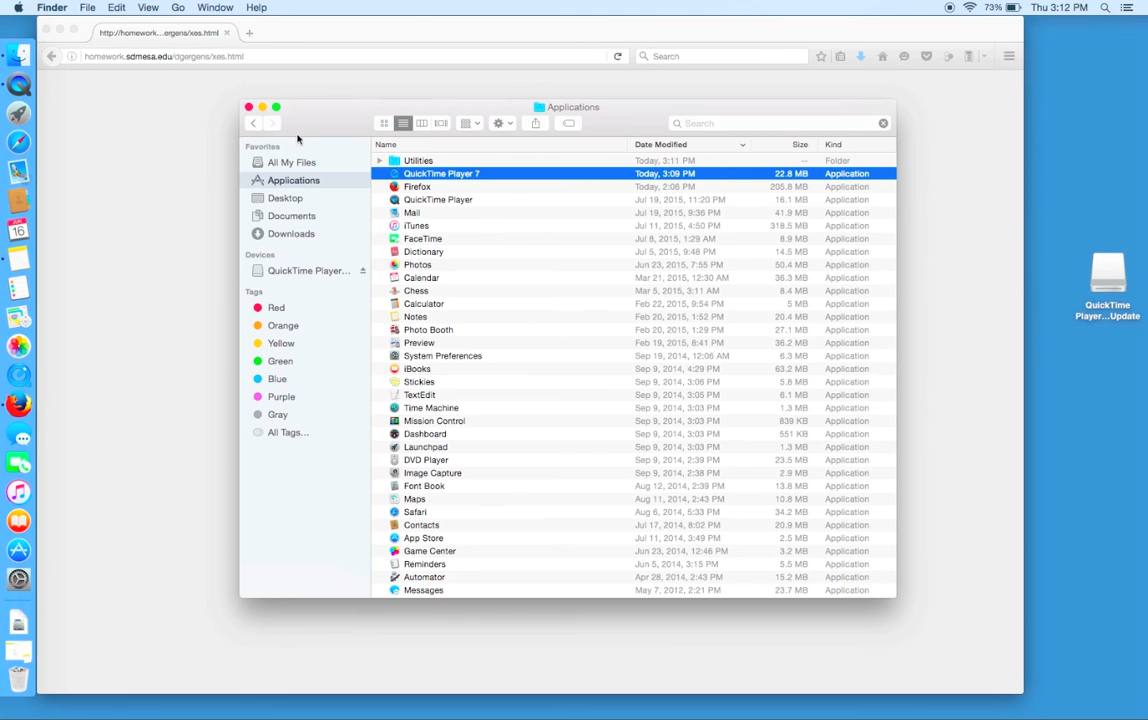 Finder File Edit View Go Window Help 73% Thu 3:12 PM
http://homework...ergens/xes.html
homework.sdmesa.edu/dgergens/xes.html Search
Applications
Search
Favorites
All My Files
Applications
Desktop
Documents
Downloads
Devices
QuickTime Player...
Tags
Red
Orange
Yellow
Green
Blue
Purple
Gray
All Tags...
Name Date Modified Size Kind
Utilities Today, 3:11 PM -- Folder
QuickTime Player 7 Today, 3:09 PM 22.8 MB Application
Firefox Today, 2:06 PM 205.8 MB Application
QuickTime Player Jul 19, 2015, 11:20 PM 16.1 MB Application
Mail Jul 19, 2015, 9:36 PM 41.9 MB Application
iTunes Jul 11, 2015, 4:50 PM 318.5 MB Application
FaceTime Jul 8, 2015, 1:29 AM 84.4 MB Application
Dictionary Jul 5, 2015, 9:48 PM 14.5 MB Application
Photos Jun 23, 2015, 7:55 PM 50.4 MB Application
Calendar Mar 21, 2015, 12:30 AM 36.3 MB Application
Chess Mar 5, 2015, 3:11 AM 8.4 MB Application
Calculator Feb 22, 2015, 9:54 PM 5 MB Application
Notes Feb 20, 2015, 1:52 PM 20.4 MB Application
Photo Booth Feb 20, 2015, 1:29 PM 27.1 MB Application
Preview Feb 19, 2015, 8:41 PM 36.2 MB Application
System Preferences Sep 19, 2014, 12:06 AM 6.3 MB Application
iBooks Sep 9, 2014, 4:29 PM 63.2 MB Application
Stickies Sep 9, 2014, 3:06 PM 5.8 MB Application
TextEdit Sep 9, 2014, 3:05 PM 6.1 MB Application
Time Machine Sep 9, 2014, 3:03 PM 1.3 MB Application
Mission Control Sep 9, 2014, 3:03 PM 839 KB Application
Dashboard Sep 9, 2014, 3:03 PM 551 KB Application
Launchpad Sep 9, 2014, 3:03 PM 1.3 MB Application
DVD Player Sep 9, 2014, 2:39 PM 23.5 MB Application
Image Capture Sep 9, 2014, 2:38 PM 3.2 MB Application
Font Book Aug 12, 2014, 2:39 PM 13.8 MB Application
Maps Aug 11, 2014, 2:43 PM 10.8 MB Application
Safari Aug 6, 2014, 5:33 PM 34.2 MB Application
Contacts Jul 17, 2014, 8:02 PM 20.9 MB Application
App Store Jul 11, 2014, 3:49 PM 2.5 MB Application
Game Center Jun 23, 2014, 12:46 PM 3.2 MB Application
Reminders Jun 5, 2014, 3:15 PM 5.5 MB Application
Automator Apr 28, 2014, 2:43 PM 15.2 MB Application
Messages May 7, 2012, 2:21 PM 23.7 MB Application
QuickTime
Player...Update